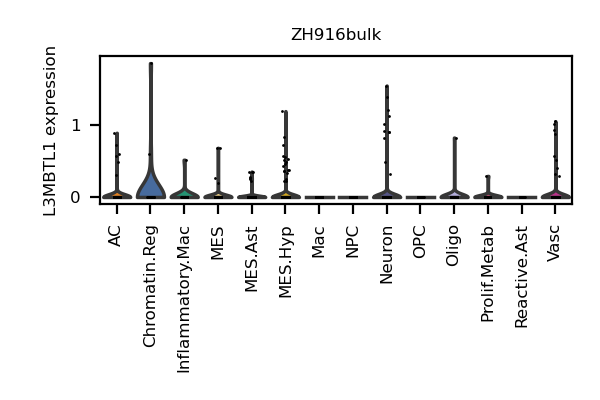 ZH916bulk
L3MBTL1 expression
1
0
AC
Chromatin.Reg
Inflammatory.Mac
MES
MES.Ast
MES.Hyp
Mac
NPC
Neuron
OPC
Oligo
Prolif.Metab
Reactive.Ast
Vasc